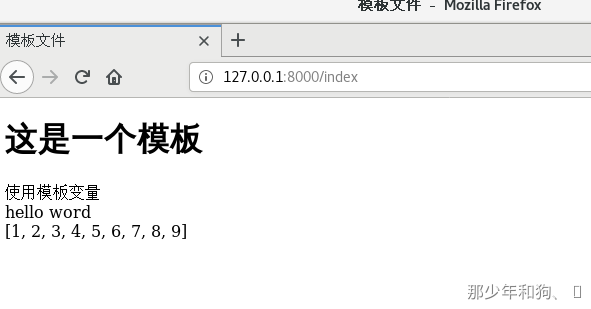 模板文件 - Mozilla Firefox
模板文件
127.0.0.1:8000/index
这是一个模板
使用模板变量
hello word
[1, 2, 3, 4, 5, 6, 7, 8, 9]
那少年和狗、